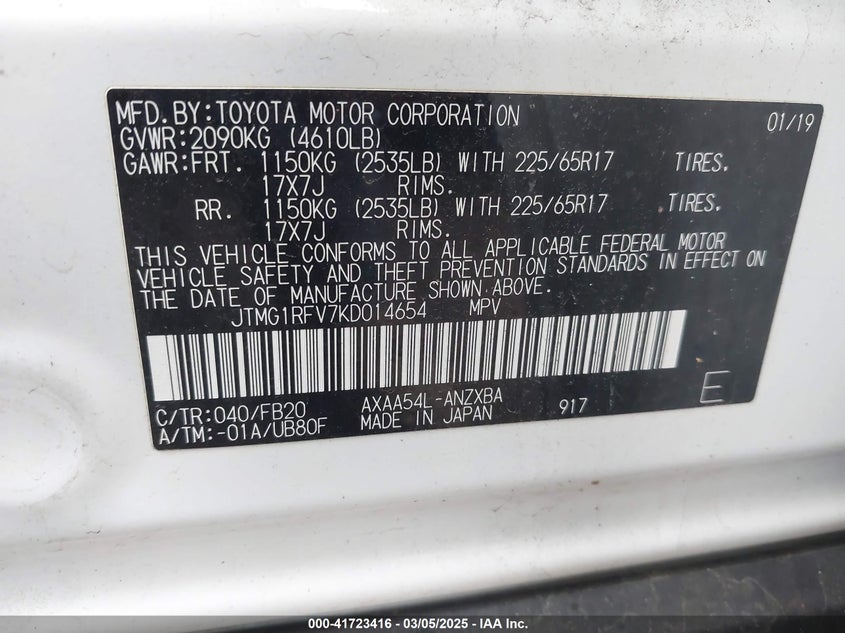 MFD.BY:TOYOTA MOTOR CORPORATION 01/19
GVWR:2090KG (4610LB)
GAWR:FRT. 1150KG (2535LB) WITH 225/65R17 TIRES.
17X7J RIMS.
RR. 1150KG (2535LB) WITH 225/65R17 TIRES.
17X7J RIMS.
THIS VEHICLE CONFORMS TO ALL APPLICABLE FEDERAL MOTOR
VEHICLE SAFETY AND THEFT PREVENTION STANDARDS IN EFFECT ON
THE DATE OF MANUFACTURE SHOWN ABOVE.
JTMG1RFV7KD014654 MPV
C/TR:040/FB20 AXAA54L-ANZXBA 917 E
A/TM:-01A/UB80F MADE IN JAPAN
000-41723416 - 03/05/2025 - IAA Inc.